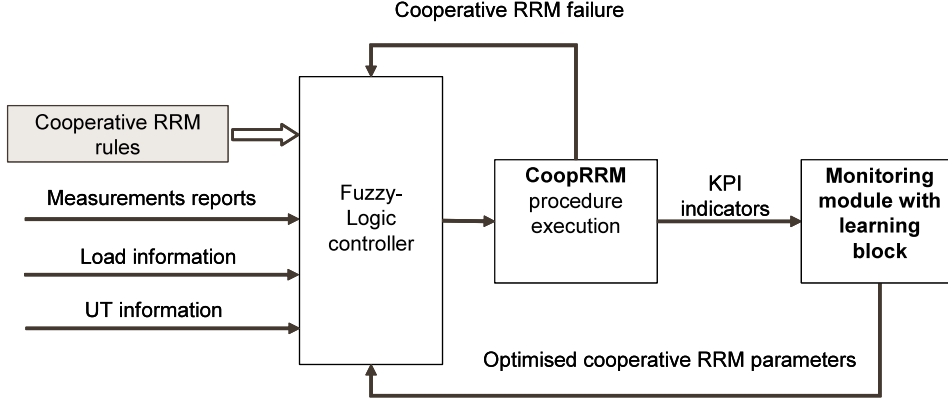 Cooperative RRM failure
Cooperative RRM
rules
Measurements reports
Load information
UT information
Fuzzy-
Logic
controller
CoopRRM
procedure
execution
KPI
indicators
Monitoring
module with
learning
block
Optimised cooperative RRM parameters